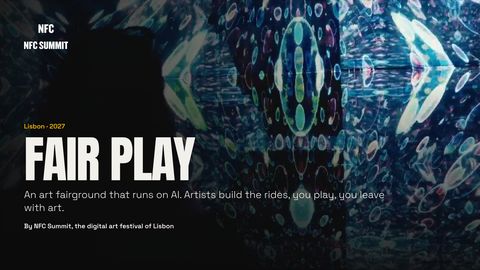 NFC
NFC SUMMIT
Lisbon · 2027
FAIR PLAY
An art fairground that runs on AI. Artists build the rides, you play, you leave
with art.
By NFC Summit, the digital art festival of Lisbon